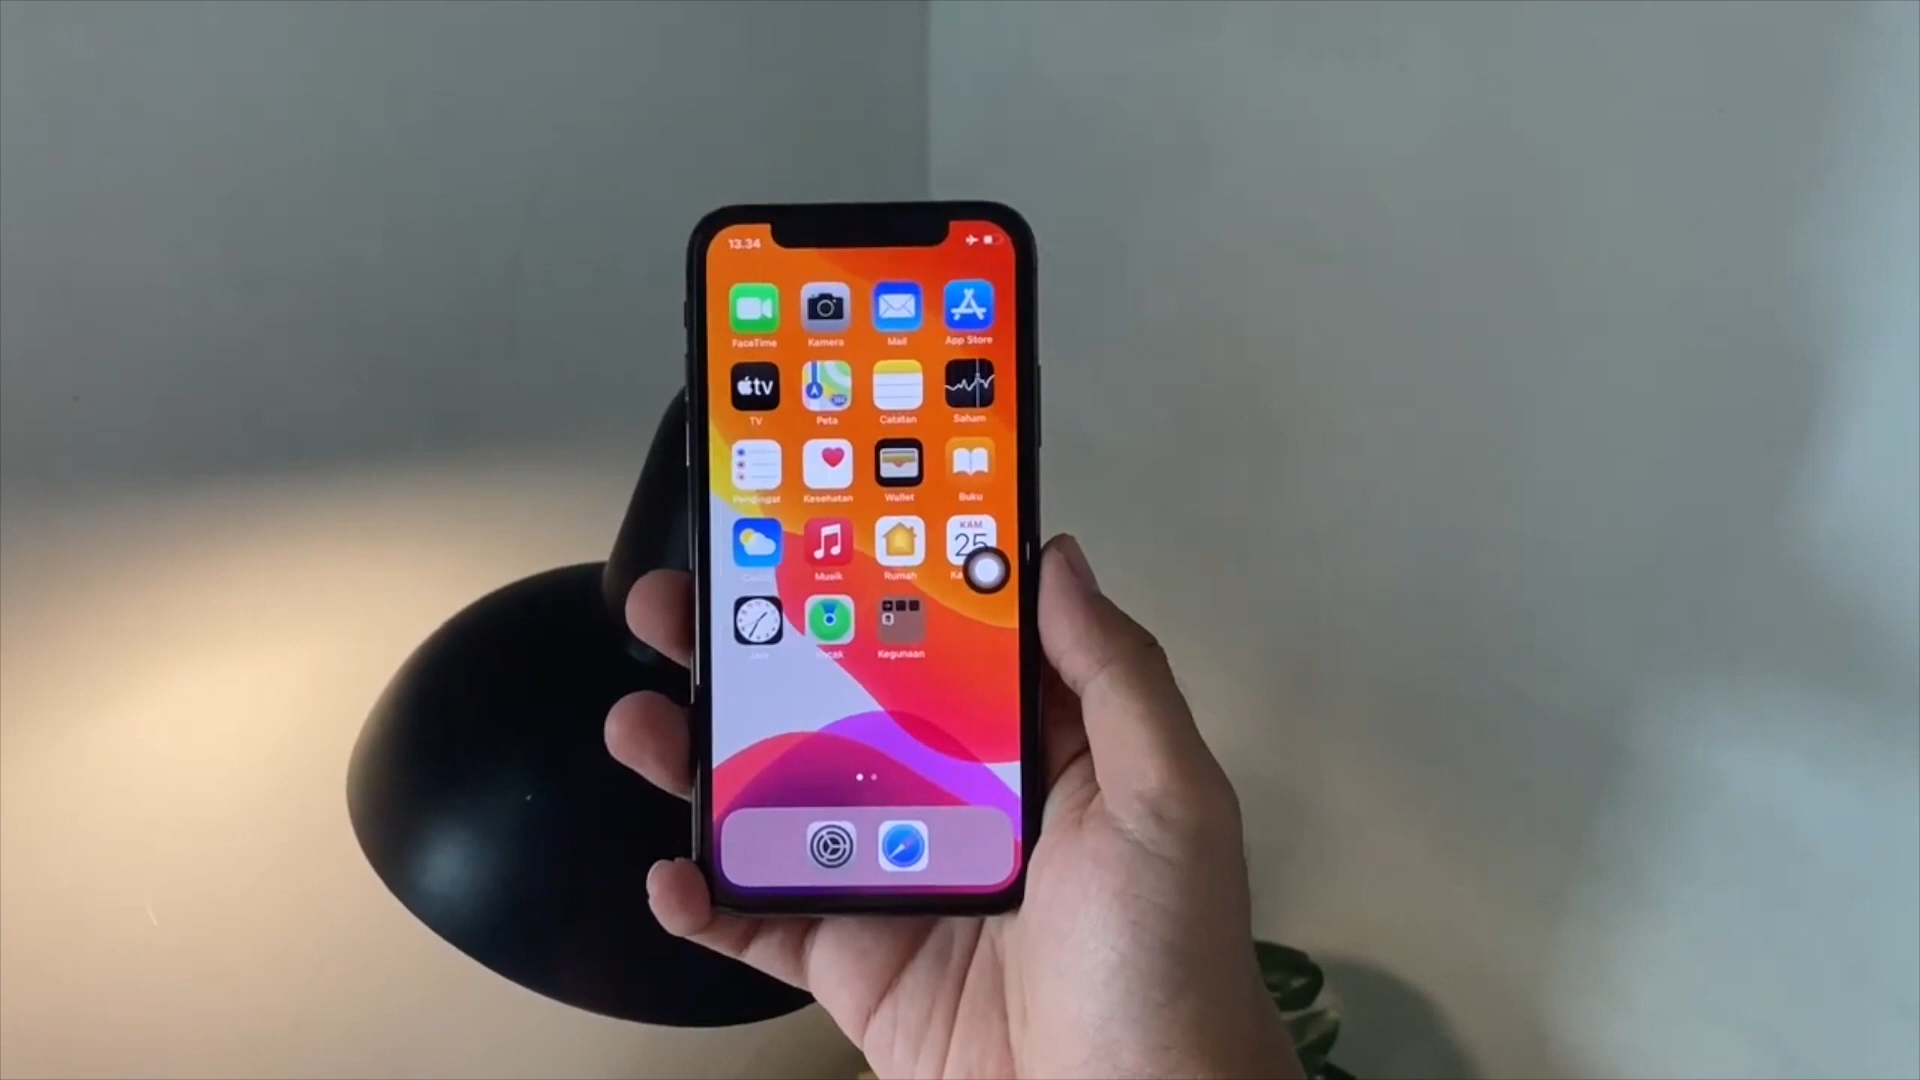 13.34
FaceTime Kamera Mail App Store
tv
TV Peta Catatan Saham
Pengingat Kesehatan Wallet Buku
KAM
25
Musik Rumah
Kegunaan